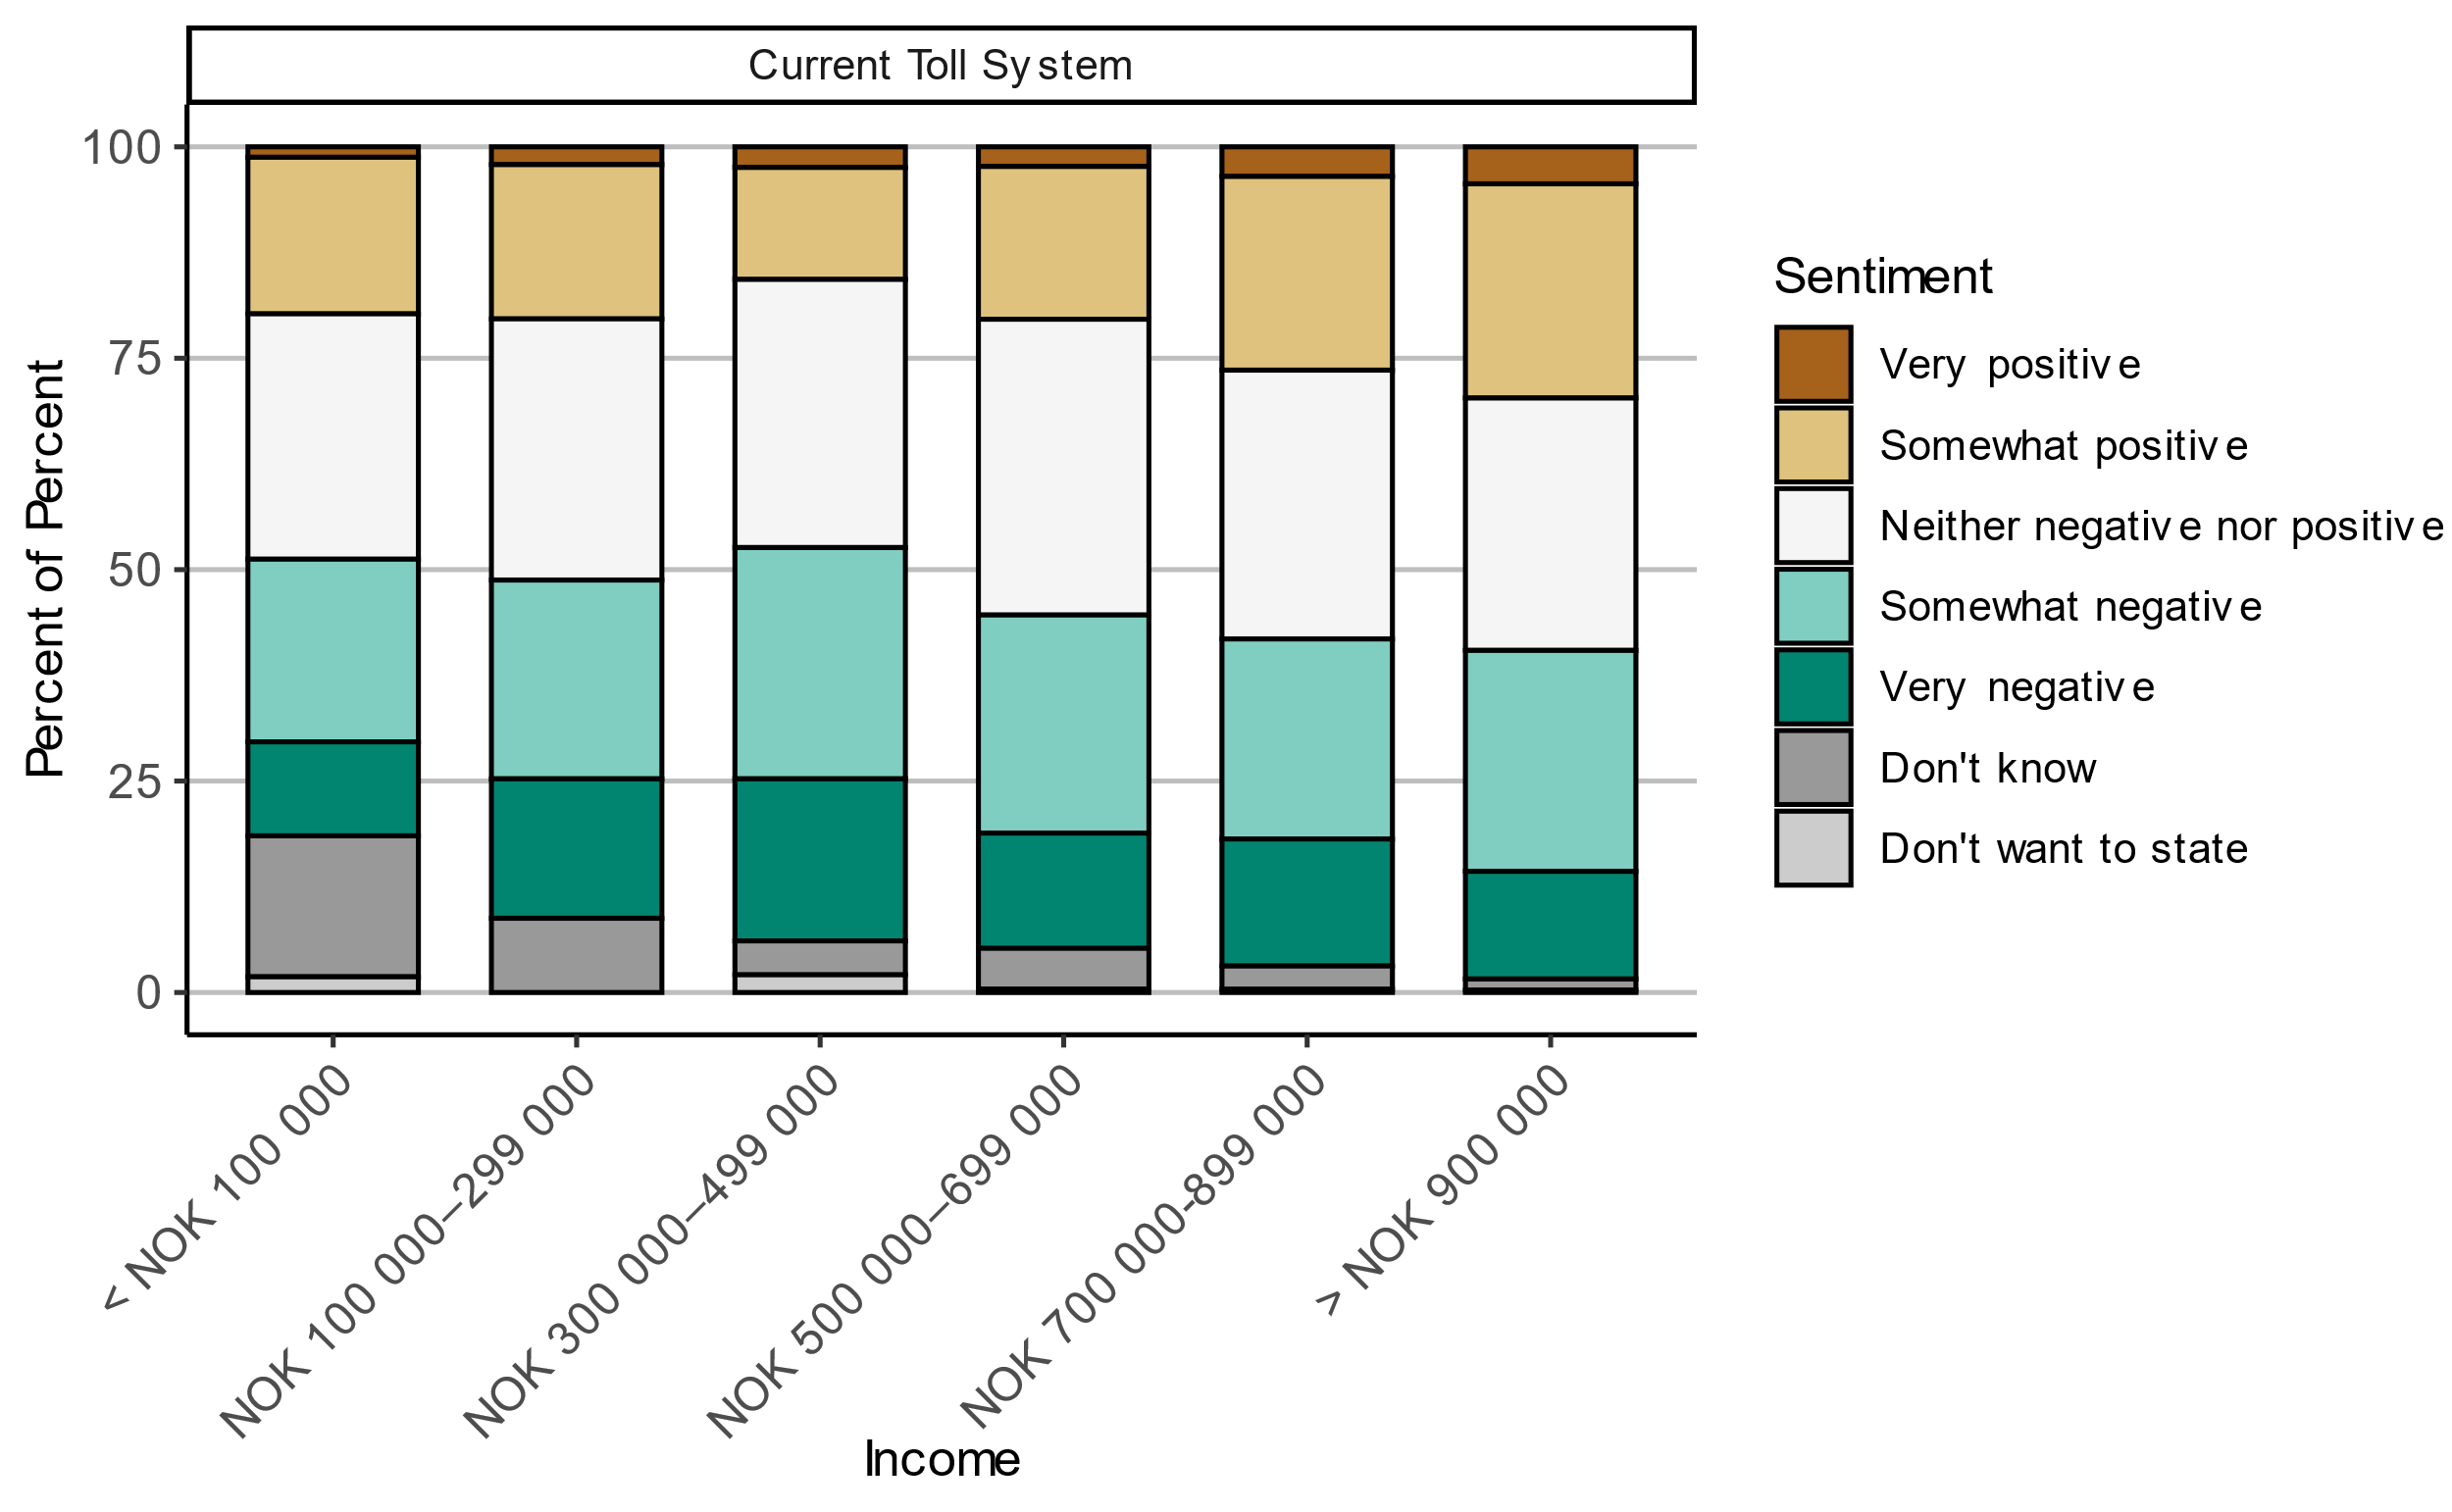 Current Toll System
Percent of Percent
100
75
50
25
0
< NOK 100 000
NOK 100 000–299 000
NOK 300 000–499 000
NOK 500 000–699 000
NOK 700 000-899 000
> NOK 900 000
Income
Sentiment
Very positive
Somewhat positive
Neither negative nor positive
Somewhat negative
Very negative
Don't know
Don't want to state